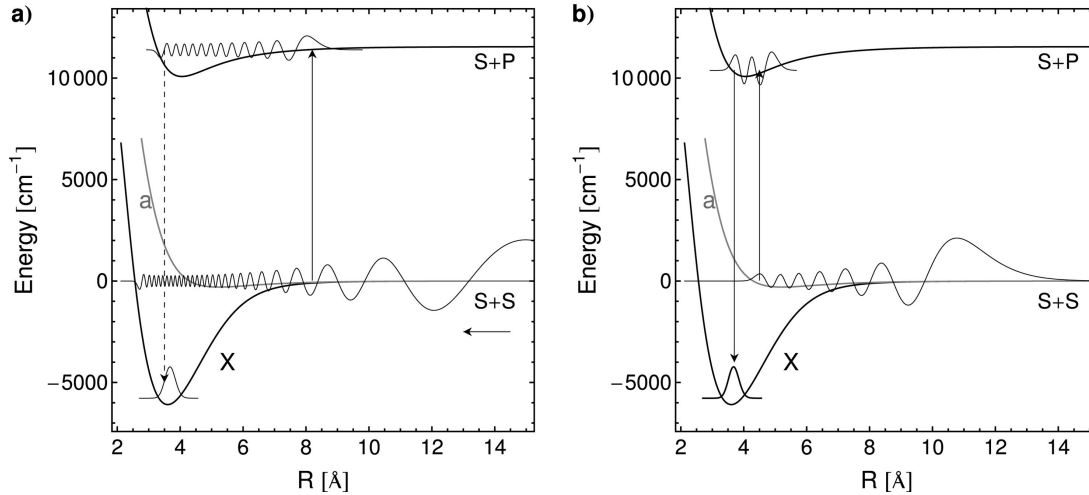 a)
10 000
5000
0
−5000
Energy [cm⁻¹]
2 4 6 8 10 12 14
R [Å]
S+P
a
S+S
X
b)
10 000
5000
0
−5000
Energy [cm⁻¹]
2 4 6 8 10 12 14
R [Å]
S+P
a
S+S
X